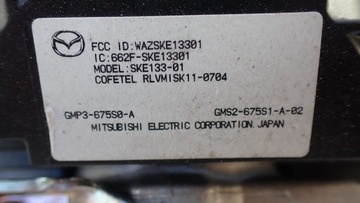 FCC ID:WAZSKE13301
IC:662F-SKE13301
MODEL:SKE133-01
COFETEL RLVMISK11-0704
GMP3-675S0-A
GMS2-675S1-A-02
MITSUBISHI ELECTRIC CORPORATION.JAPAN